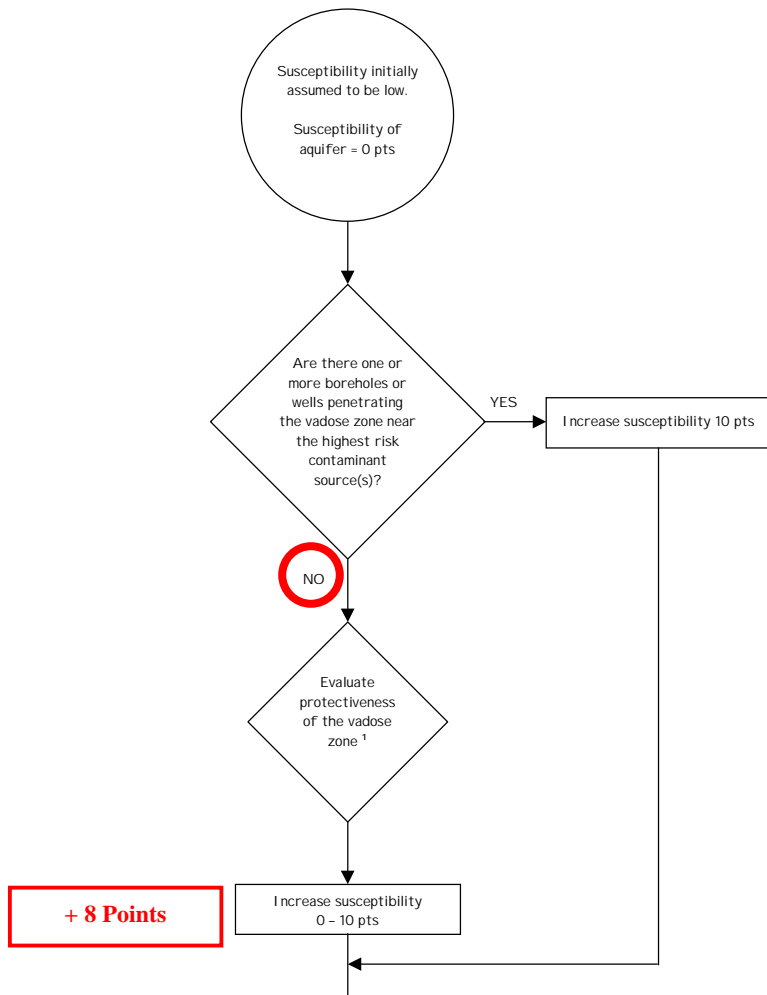 Susceptibility initially
assumed to be low.
Susceptibility of
aquifer = 0 pts
Are there one or
more boreholes or
wells penetrating
the vadose zone near
the highest risk
contaminant
source(s)?
YES
Increase susceptibility 10 pts
NO
Evaluate
protectiveness
of the vadose
zone ¹
+ 8 Points
Increase susceptibility
0 – 10 pts